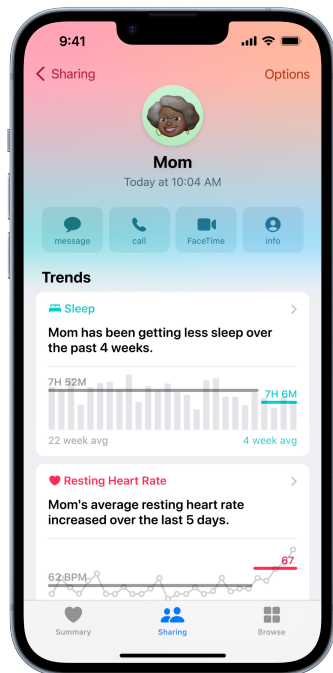 9:41
Sharing
Options
Mom
Today at 10:04 AM
message
call
FaceTime
info
Trends
Sleep
Mom has been getting less sleep over
the past 4 weeks.
7H 52M
7H 6M
22 week avg
4 week avg
Resting Heart Rate
Mom's average resting heart rate
increased over the last 5 days.
67
62 BPM
Summary
Sharing
Browse